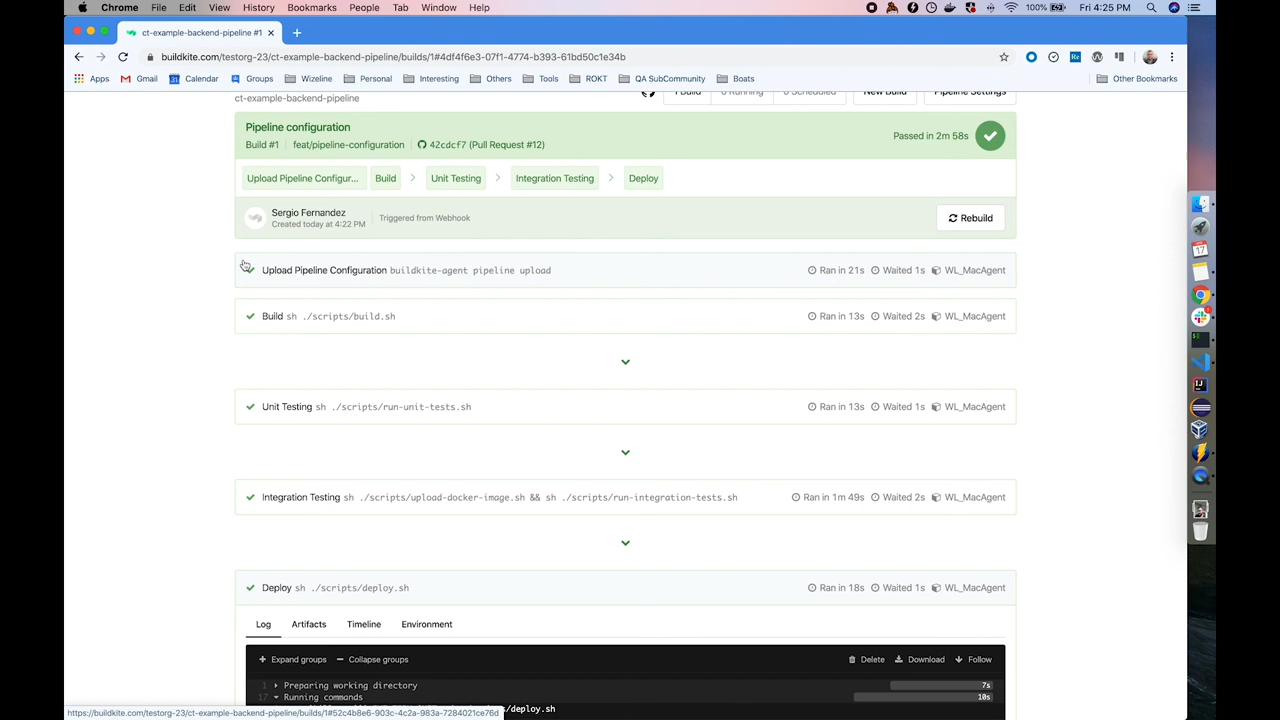 Chrome File Edit View History Bookmarks People Tab Window Help 100% Fri 4:25 PM
ct-example-backend-pipeline #1
buildkite.com/testorg-23/ct-example-backend-pipeline/builds/1#4df4f6e3-07f1-4774-b393-61bd50c1e34b
Apps Gmail Calendar Groups Wizeline Personal Interesting Others Tools ROKT QA SubCommunity Boats Other Bookmarks
ct-example-backend-pipeline 1 Build 0 Running 0 Scheduled New Build Pipeline Settings
Pipeline configuration
Build #1 feat/pipeline-configuration 42cdcf7 (Pull Request #12) Passed in 2m 58s
Upload Pipeline Configur... Build Unit Testing Integration Testing Deploy
Sergio Fernandez
Created today at 4:22 PM Triggered from Webhook Rebuild
Upload Pipeline Configuration buildkite-agent pipeline upload Ran in 21s Waited 1s WL_MacAgent
Build sh ./scripts/build.sh Ran in 13s Waited 2s WL_MacAgent
Unit Testing sh ./scripts/run-unit-tests.sh Ran in 13s Waited 1s WL_MacAgent
Integration Testing sh ./scripts/upload-docker-image.sh && sh ./scripts/run-integration-tests.sh Ran in 1m 49s Waited 2s WL_MacAgent
Deploy sh ./scripts/deploy.sh Ran in 18s Waited 1s WL_MacAgent
Log Artifacts Timeline Environment
Expand groups Collapse groups Delete Download Follow
1 Preparing working directory 7s
17 Running commands 10s
/deploy.sh
https://buildkite.com/testorg-23/ct-example-backend-pipeline/builds/1#52c4b8e6-903c-4c2a-983a-7284021ce76d